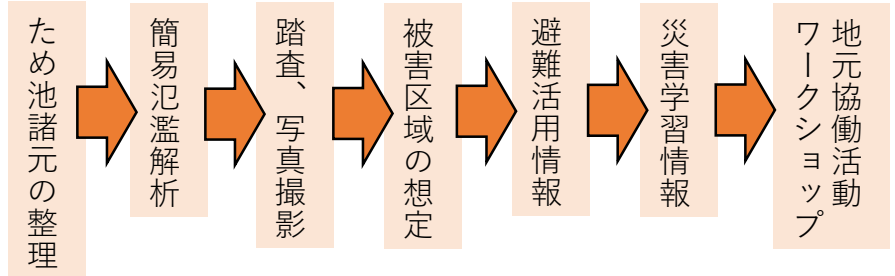 ため池諸元の整理
簡易氾濫解析
踏査、写真撮影
被害区域の想定
避難活用情報
災害学習情報
地元協働活動
ワークショップ